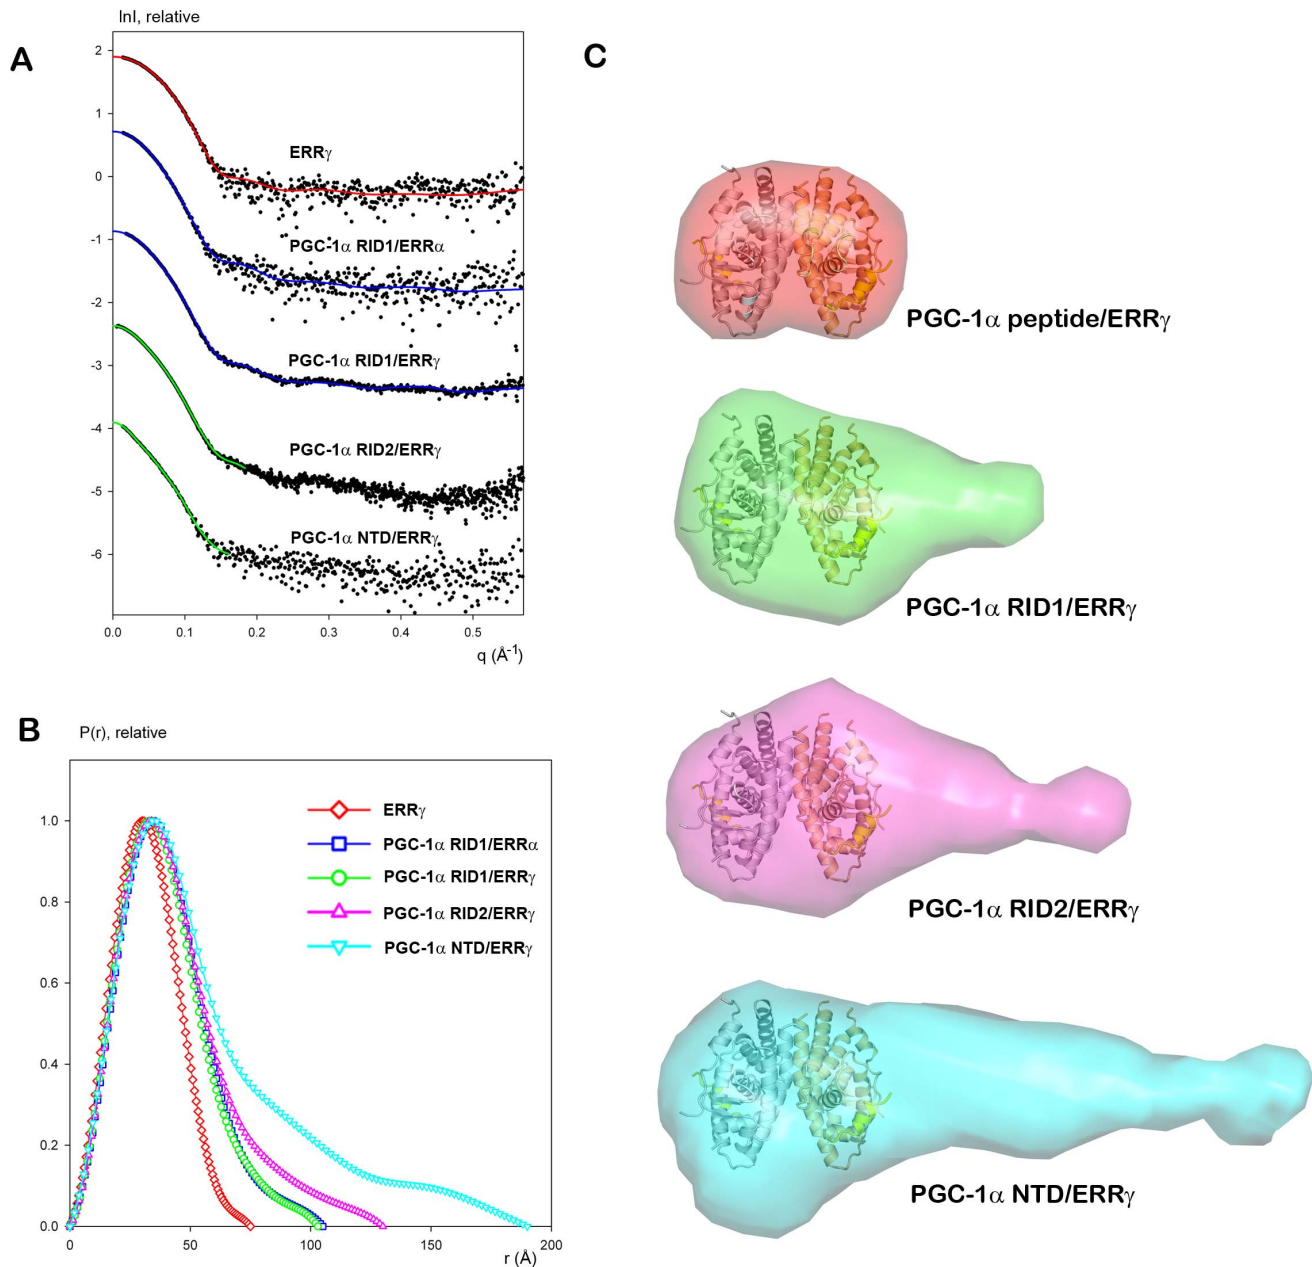 A
lnI, relative
2
1
0
-1
-2
-3
-4
-5
-6
ERRγ
PGC-1α RID1/ERRα
PGC-1α RID1/ERRγ
PGC-1α RID2/ERRγ
PGC-1α NTD/ERRγ
0.0 0.1 0.2 0.3 0.4 0.5
q (Å-1)
B
P(r), relative
1.0
0.8
0.6
0.4
0.2
0.0
ERRγ
PGC-1α RID1/ERRα
PGC-1α RID1/ERRγ
PGC-1α RID2/ERRγ
PGC-1α NTD/ERRγ
0 50 100 150 200
r (Å)
C
PGC-1α peptide/ERRγ
PGC-1α RID1/ERRγ
PGC-1α RID2/ERRγ
PGC-1α NTD/ERRγ